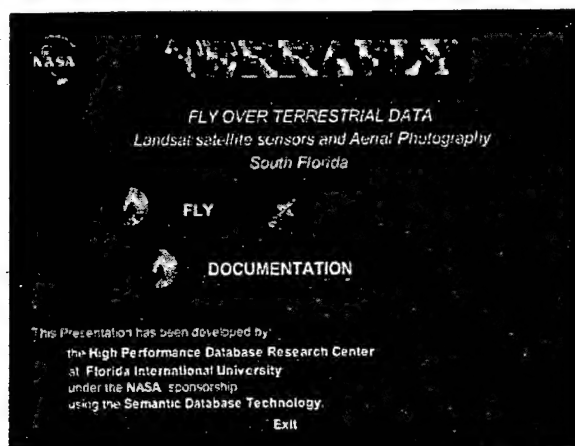 NASA
FLY OVER TERRESTRIAL DATA
Landsat satellite sensors and Aerial Photography
South Florida
FLY
DOCUMENTATION
This Presentation has been developed by:
the High Performance Database Research Center
at Florida International University
under the NASA sponsorship
using the Semantic Database Technology.
Exit